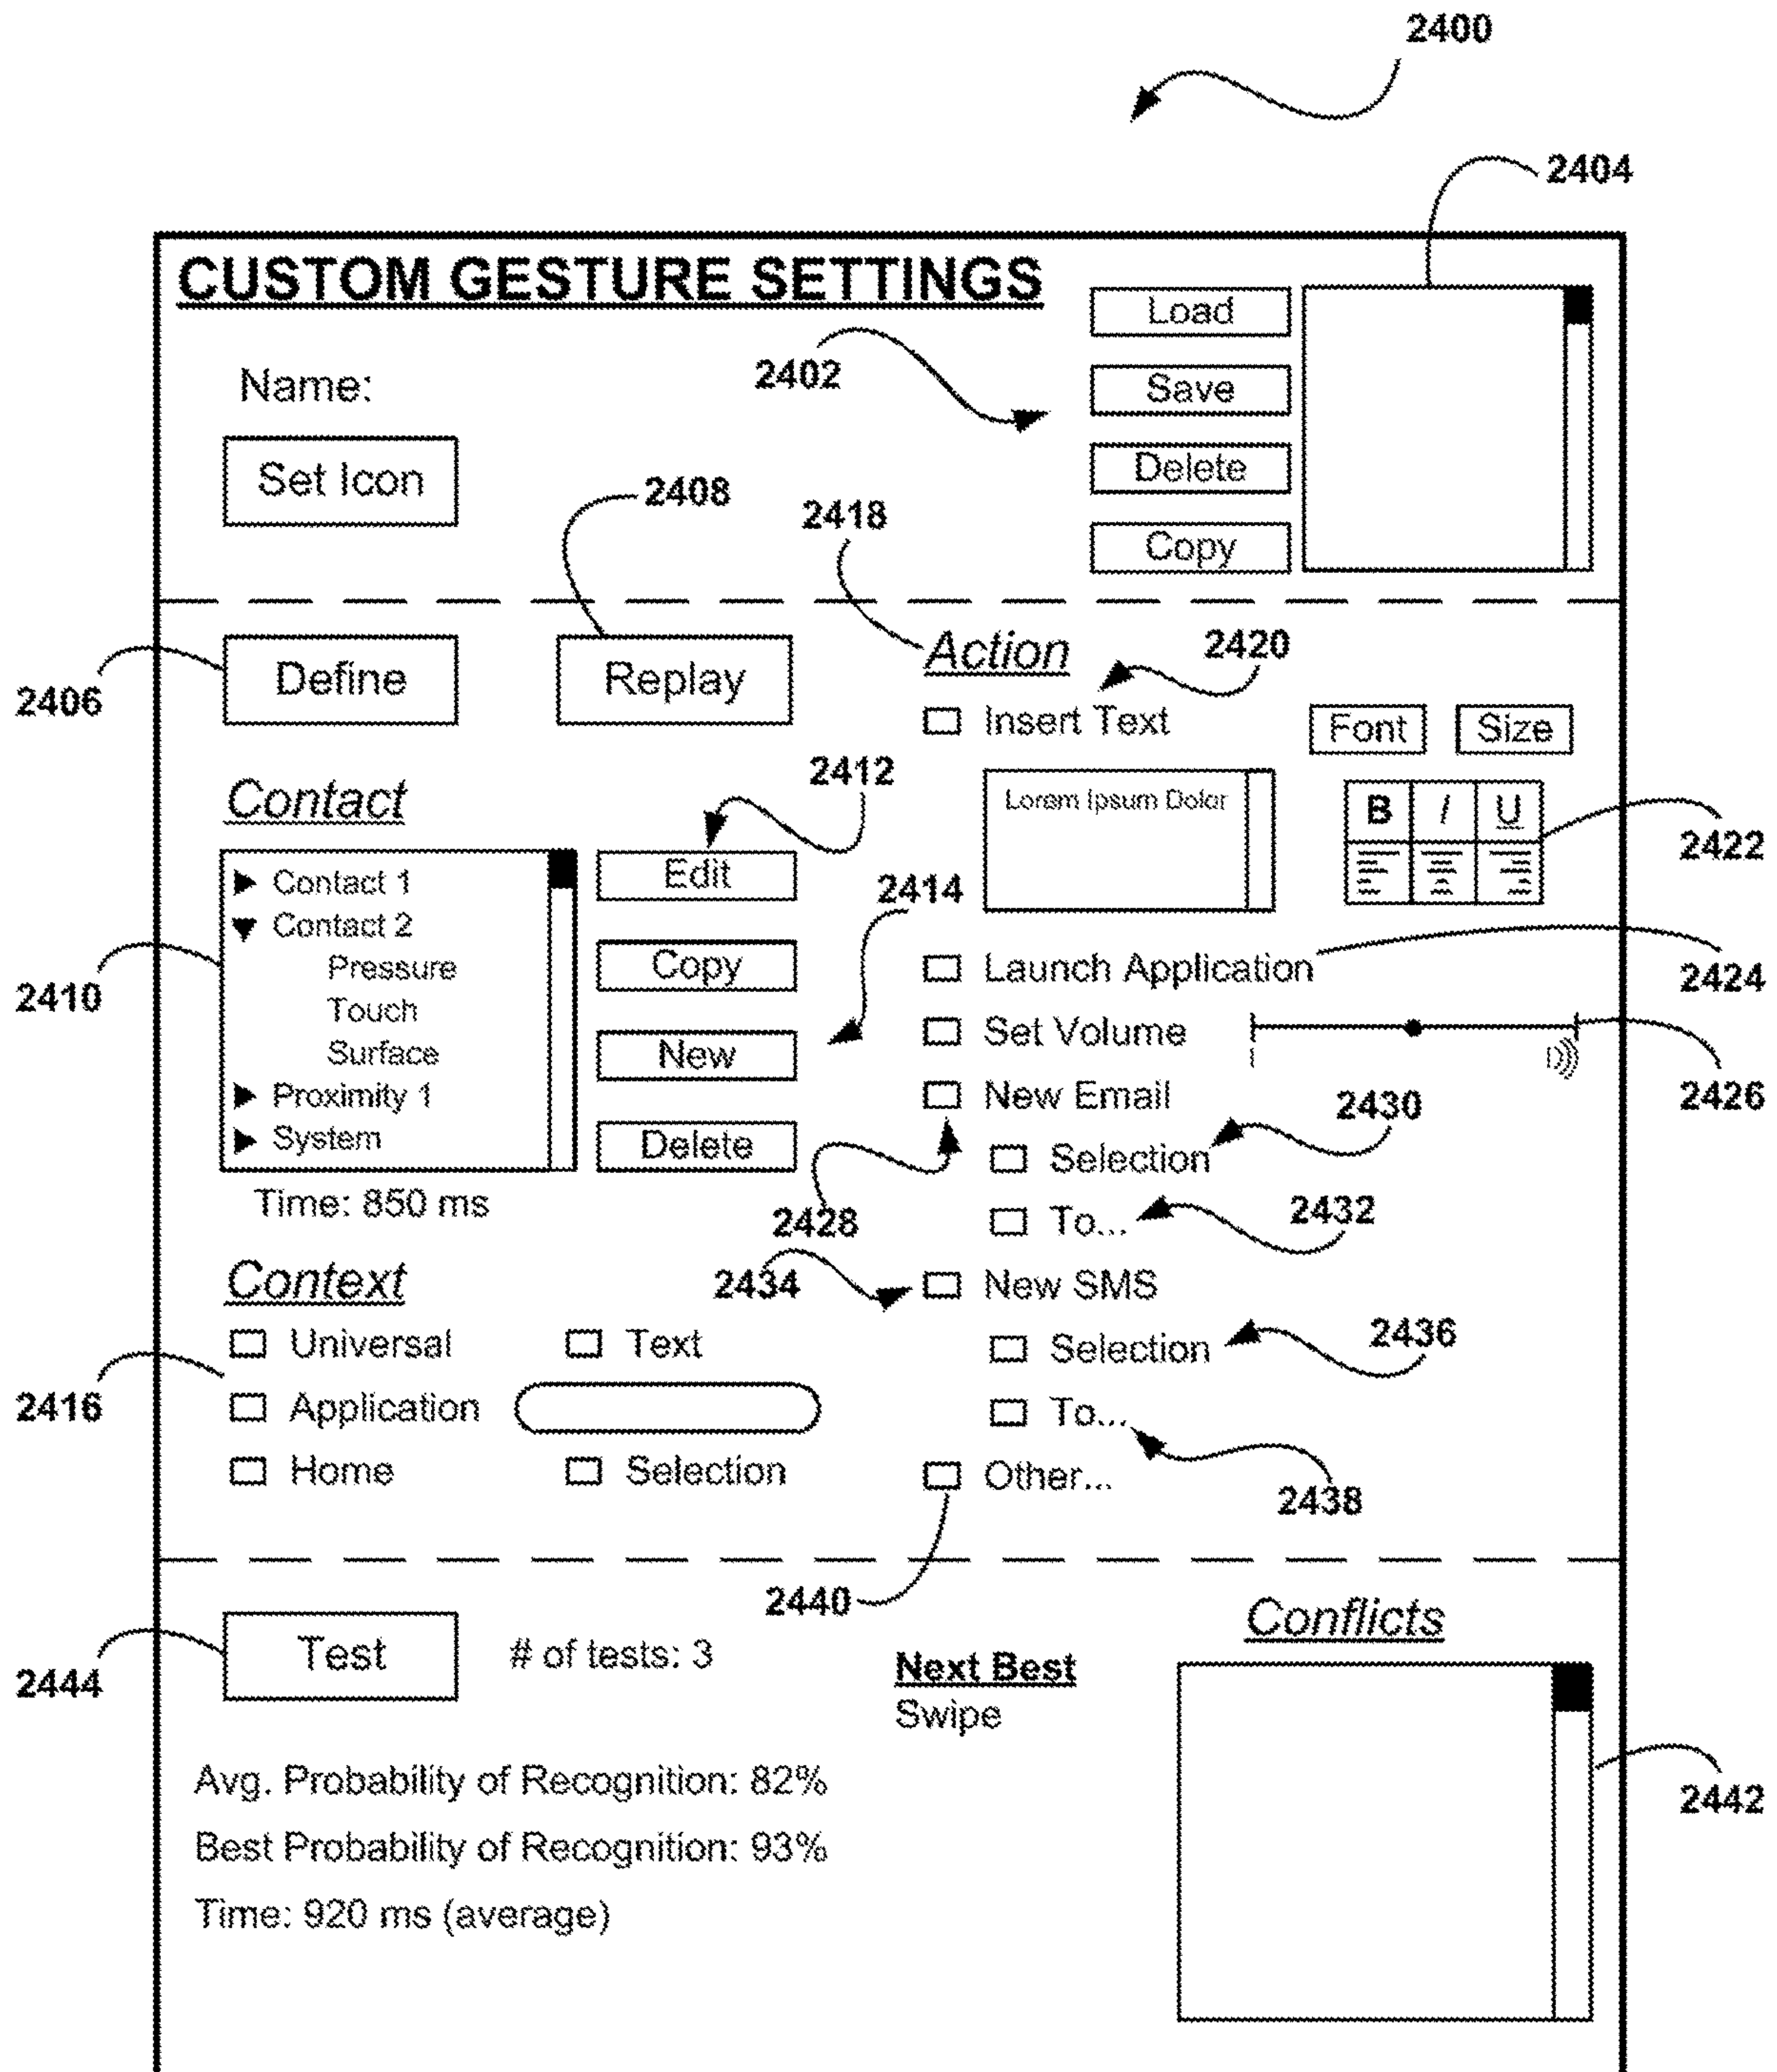 2400
2404
CUSTOM GESTURE SETTINGS
Load
2402
Save
Name:
Delete
Set Icon
2408
2418
Copy
2406
Define
Replay
Action
2420
Insert Text
Font
Size
2412
Contact
Lorem Ipsum Dolor
B
I
U
2422
Edit
Contact 1
2414
Contact 2
Copy
Pressure
Launch Application
2424
2410
Touch
Set Volume
Surface
New
2426
Proximity 1
New Email
2430
System
Delete
Selection
Time: 850 ms
2428
To...
2432
Context
2434
New SMS
Universal
Text
Selection
2436
2416
Application
To...
Home
Selection
Other...
2438
2440
Conflicts
Test
# of tests: 3
2444
Next Best
Swipe
Avg. Probability of Recognition: 82%
2442
Best Probability of Recognition: 93%
Time: 920 ms (average)